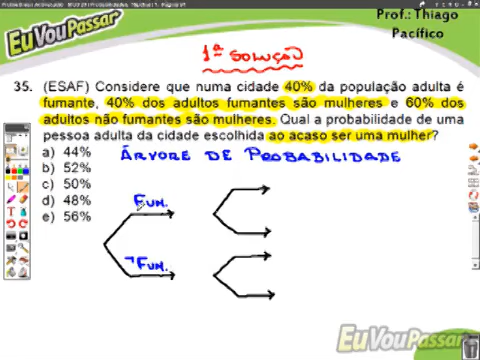 Prof.: Thiago
Pacífico
EuVouPassar
1ª SOLUÇÃO
35. (ESAF) Considere que numa cidade 40% da população adulta é
fumante, 40% dos adultos fumantes são mulheres e 60% dos
adultos não fumantes são mulheres. Qual a probabilidade de uma
pessoa adulta da cidade escolhida ao acaso ser uma mulher?
a) 44%
ÁRVORE DE PROBABILIDADE
b) 52%
c) 50%
d) 48%
e) 56%
FUM.
¬FUM.
EuVouPassar